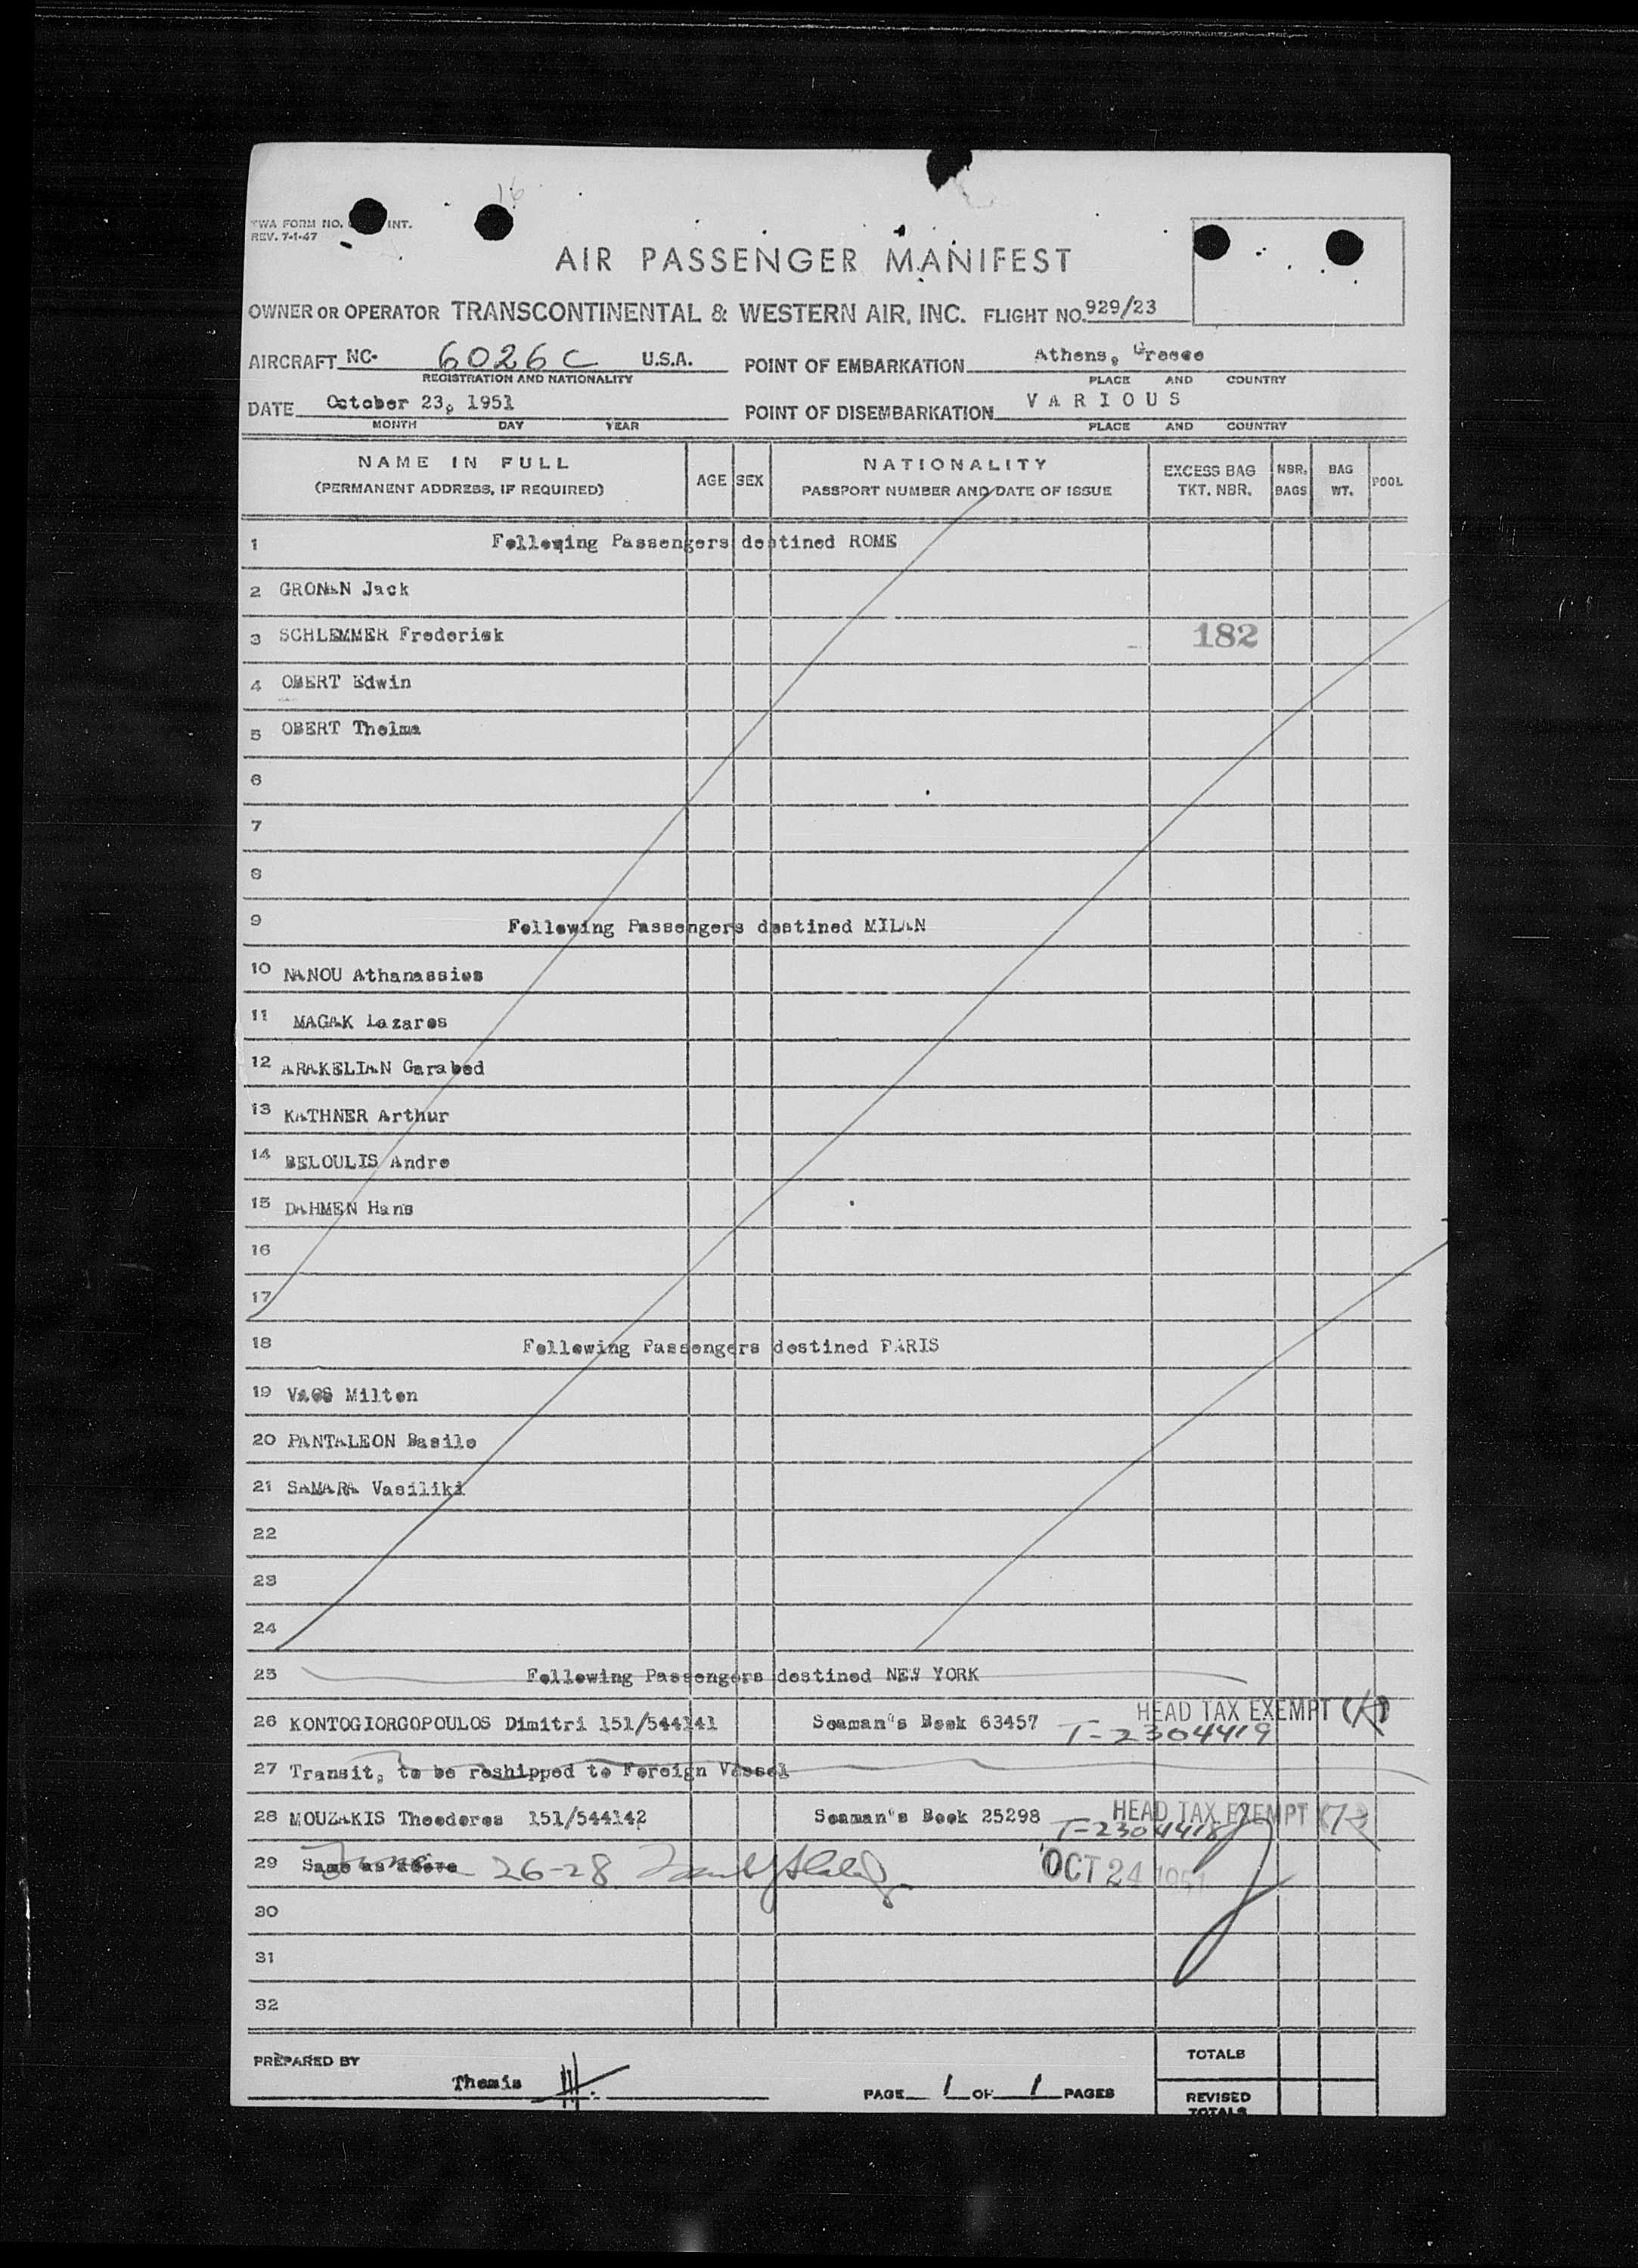 16
TWA FORM NO. INT.
REV. 7-1-47
AIR PASSENGER MANIFEST
OWNER OR OPERATOR TRANSCONTINENTAL & WESTERN AIR, INC. FLIGHT NO. 929/23
AIRCRAFT NC- 6026C U.S.A. POINT OF EMBARKATION Athens, Greece
REGISTRATION AND NATIONALITY PLACE AND COUNTRY
DATE October 23, 1951 POINT OF DISEMBARKATION VARIOUS
MONTH DAY YEAR PLACE AND COUNTRY
NAME IN FULL (PERMANENT ADDRESS, IF REQUIRED) AGE SEX NATIONALITY PASSPORT NUMBER AND DATE OF ISSUE EXCESS BAG TKT. NBR. NBR. BAGS BAG WT. POOL
1 Following Passengers destined ROME
2 GRONAN Jack
3 SCHLEMMER Frederisk 182
4 OBERT Edwin
5 OBERT Thelma
6
7
8
9 Following Passengers destined MILAN
10 NANOU Athanassios
11 MAGAK Lazares
12 ARAKELIAN Garabed
13 KATHNER Arthur
14 BELOULIS Andre
15 DAHMEN Hans
16
17
18 Following Passengers destined PARIS
19 Milton
20 PANTALEON Basile
21 SAMARA Vasiliki
22
23
24
25 Following Passengers destined NEW YORK
26 KONTOGIORGOPOULOS Dimitri 151/544141 Seaman's Book 63457 HEAD TAX EXEMPT
T-2304419
27 Transit, to be reshipped to Foreign Vessel
28 MOUZAKIS Theoderos 151/544142 Seaman's Book 25298 HEAD TAX EXEMPT
T-2304418
29 Same as above 26-28 OCT 24 1951
30
31
32
PREPARED BY Themis TOTALS
PAGE 1 OF 1 PAGES REVISED TOTALS